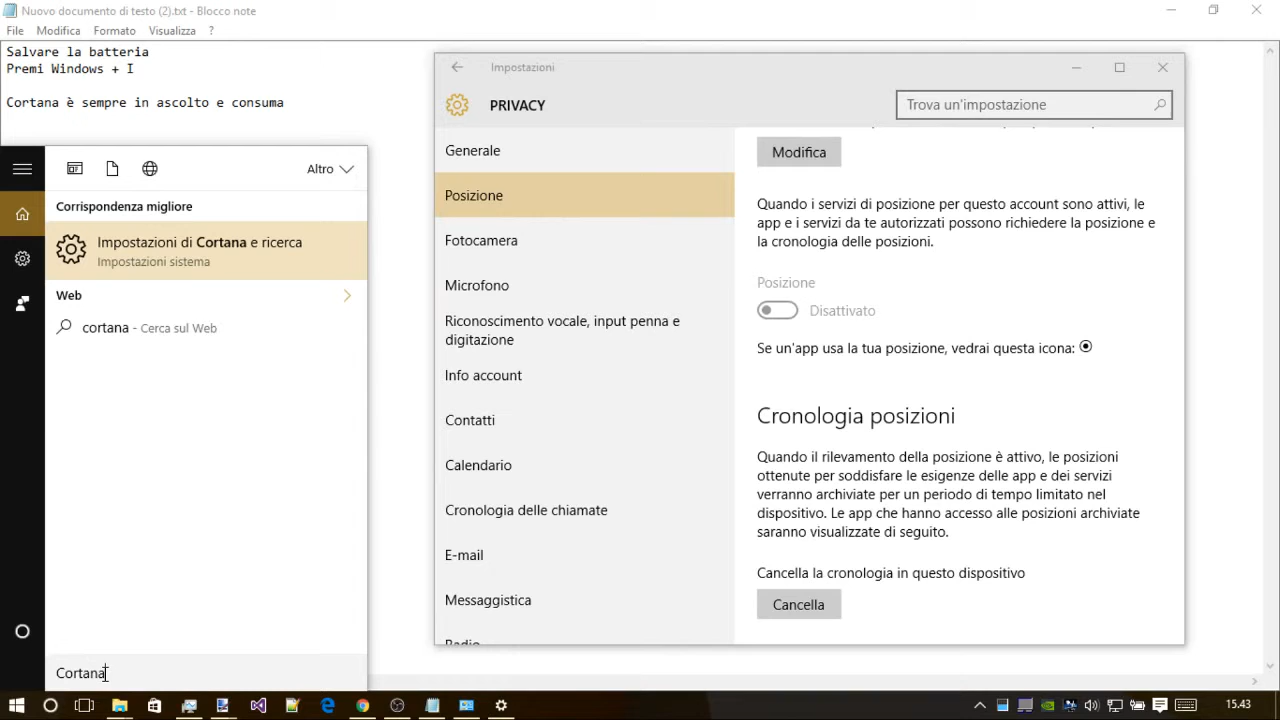 Nuovo documento di testo (2).txt - Blocco note
File Modifica Formato Visualizza ?
Salvare la batteria
Premi Windows + I
Cortana è sempre in ascolto e consuma
Altro
Corrispondenza migliore
Impostazioni di Cortana e ricerca
Impostazioni sistema
Web
cortana - Cerca sul Web
Cortana
Impostazioni
PRIVACY
Trova un'impostazione
Generale
Posizione
Fotocamera
Microfono
Riconoscimento vocale, input penna e
digitazione
Info account
Contatti
Calendario
Cronologia delle chiamate
E-mail
Messaggistica
Radio
Modifica
Quando i servizi di posizione per questo account sono attivi, le
app e i servizi da te autorizzati possono richiedere la posizione e
la cronologia delle posizioni.
Posizione
Disattivato
Se un'app usa la tua posizione, vedrai questa icona:
Cronologia posizioni
Quando il rilevamento della posizione è attivo, le posizioni
ottenute per soddisfare le esigenze delle app e dei servizi
verranno archiviate per un periodo di tempo limitato nel
dispositivo. Le app che hanno accesso alle posizioni archiviate
saranno visualizzate di seguito.
Cancella la cronologia in questo dispositivo
Cancella
15.43